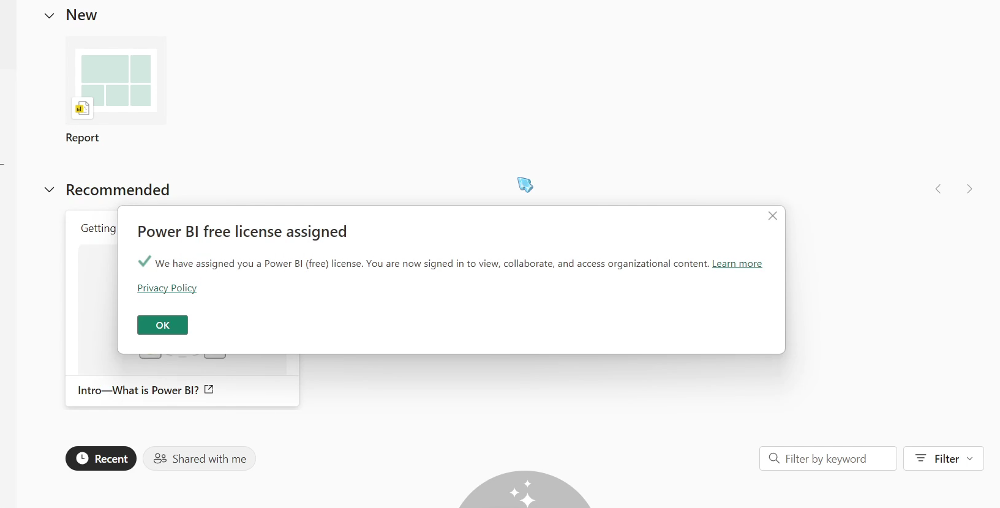 New
Report
Recommended
Getting
Power BI free license assigned
We have assigned you a Power BI (free) license. You are now signed in to view, collaborate, and access organizational content. Learn more
Privacy Policy
OK
Intro—What is Power BI?
Recent
Shared with me
Filter by keyword
Filter